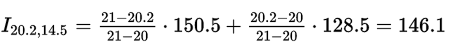 I_{20.2,14.5} = \frac{21-20.2}{21-20} \cdot 150.5 + \frac{20.2-20}{21-20} \cdot 128.5 = 146.1